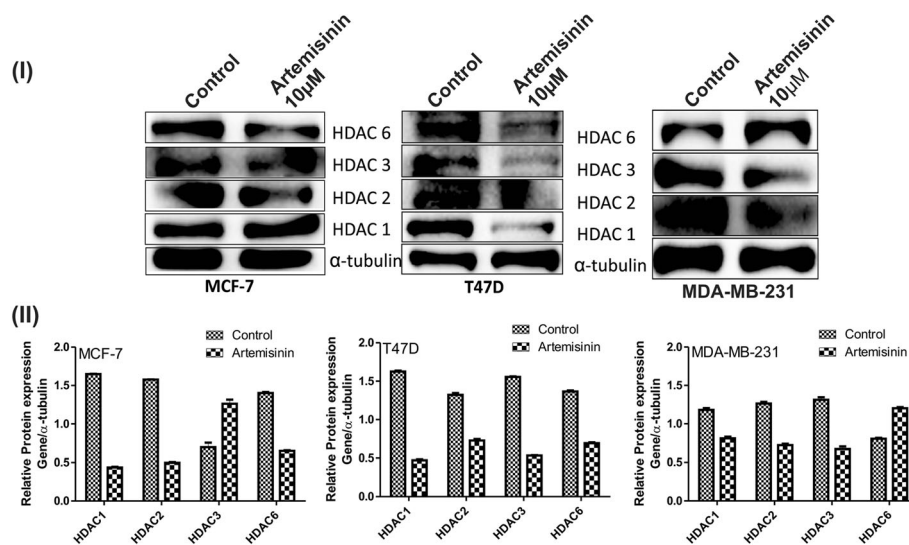 (I)
Control
Artemisinin
10µM
Control
Artemisinin
10µM
Control
Artemisinin
10µM
HDAC 6
HDAC 3
HDAC 2
HDAC 1
α-tubulin
HDAC 6
HDAC 3
HDAC 2
HDAC 1
α-tubulin
MCF-7
T47D
MDA-MB-231
(II)
Relative Protein expression
Gene/α-tubulin
MCF-7
Control
Artemisinin
2.0
1.5
1.0
0.5
0.0
HDAC1
HDAC2
HDAC3
HDAC6
Relative Protein expression
Gene/α-tubulin
T47D
Control
Artemisinin
2.0
1.5
1.0
0.5
0.0
HDAC1
HDAC2
HDAC3
HDAC6
Relative Protein expression
Gene/α-tubulin
MDA-MB-231
Control
Artemisinin
2.0
1.5
1.0
0.5
0.0
HDAC1
HDAC2
HDAC3
HDAC6